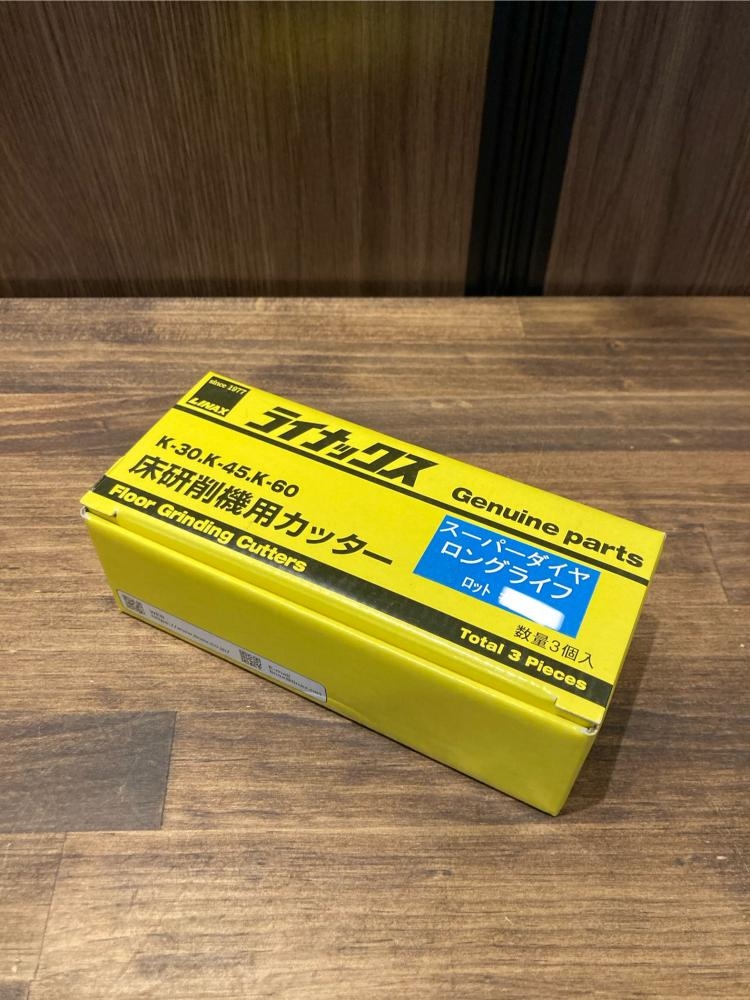 since 1977
LINAX
ライナックス
Genuine parts
K-30.K-45.K-60
床研削機用カッター
Floor Grinding Cutters
スーパーダイヤ
ロングライフ
ロット
数量3個入
Total 3 Pieces
WEB
E-mail